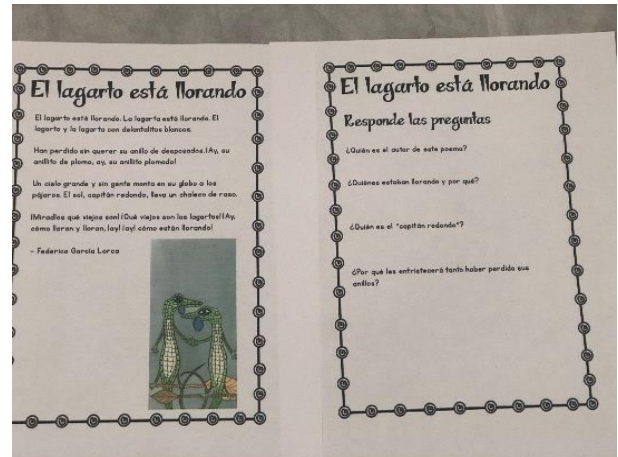 El lagarto está llorando
El lagarto está llorando. La lagarta está llorando. El
lagarto y la lagarta con delantalitos blancos.
Han perdido sin querer su anillo de desposados.¡Ay, su
anillito de plomo, ay, su anillito plomado!
Un cielo grande y sin gente monta en su globo a los
pájaros. El sol, capitán redondo, lleva un chaleco de raso.
¡Miradlos qué viejos son! ¡Qué viejos son los lagartos!¡Ay,
cómo lloran y lloran, ¡ay! ¡ay! cómo están llorando!
- Federico García Lorca
El lagarto está llorando
Responde las preguntas
¿Quién es el autor de este poema?
¿Quiénes estaban llorando y por qué?
¿Quién es el "capitán redondo"?
¿Por qué les entristecerá tanto haber perdido sus
anillos?